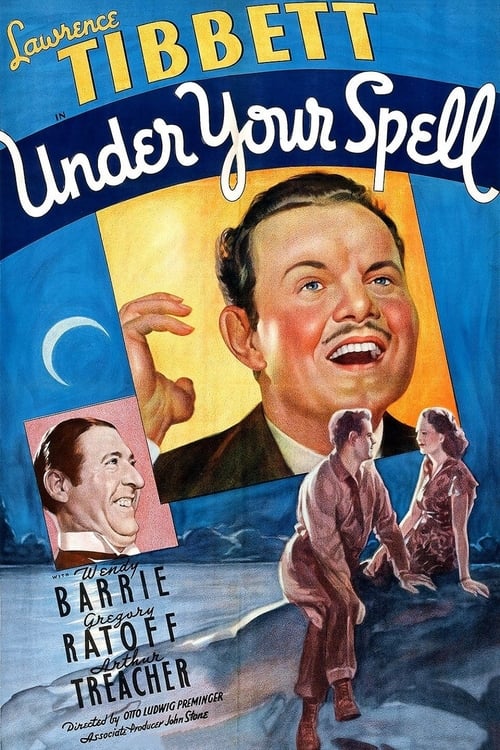 Lawrence
TIBBETT
IN
Under Your Spell
WITH Wendy
BARRIE
Gregory
RATOFF
Arthur
TREACHER
Directed by OTTO LUDWIG PREMINGER
Associate Producer John Stone